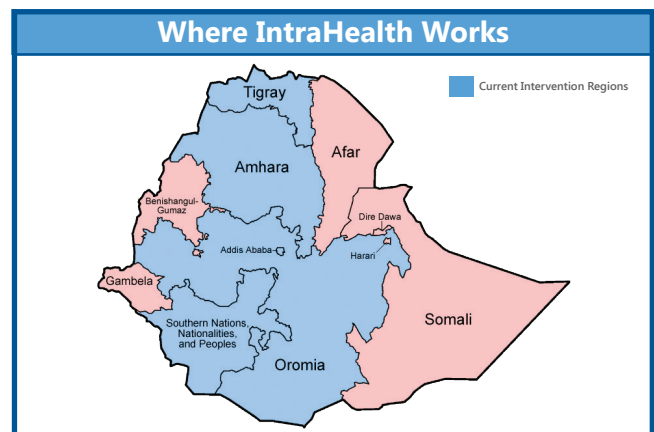 Where IntraHealth Works
Current Intervention Regions
Tigray
Afar
Amhara
Benishangul-
Gumaz
Dire Dawa
Addis Ababa
Harari
Gambela
Southern Nations,
Nationalities,
and Peoples
Somali
Oromia